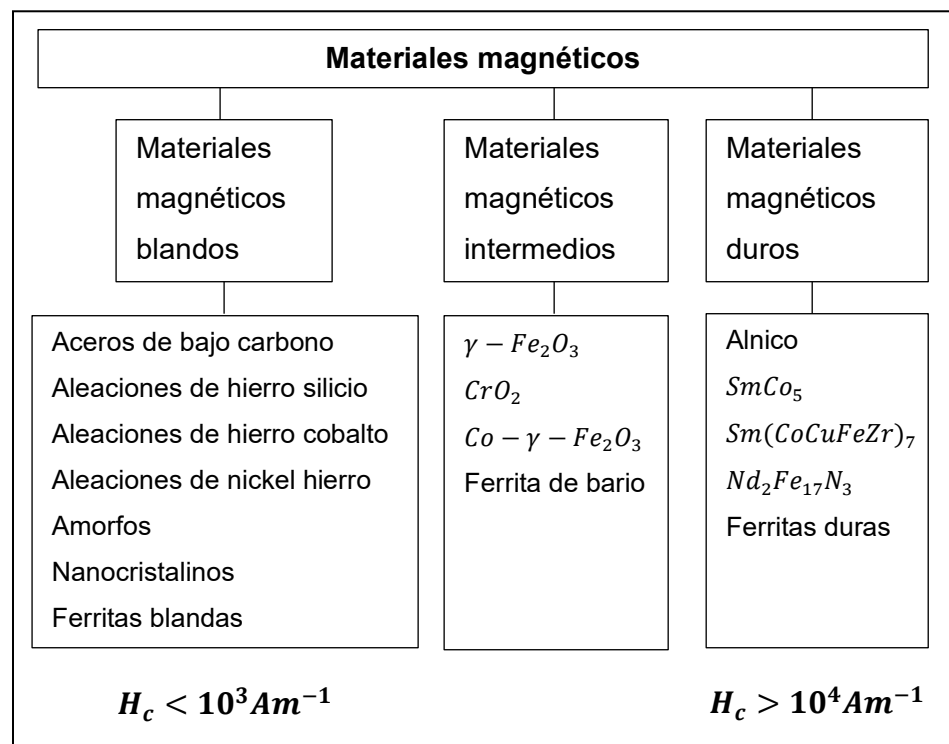 Materiales magnéticos
Materiales
magnéticos
blandos
Materiales
magnéticos
intermedios
Materiales
magnéticos
duros
Aceros de bajo carbono
Aleaciones de hierro silicio
Aleaciones de hierro cobalto
Aleaciones de nickel hierro
Amorfos
Nanocristalinos
Ferritas blandas
γ − Fe₂O₃
CrO₂
Co − γ − Fe₂O₃
Ferrita de bario
Alnico
SmCo₅
Sm(CoCuFeZr)₇
Nd₂Fe₁₇N₃
Ferritas duras
H_c < 10³Am⁻¹
H_c > 10⁴Am⁻¹